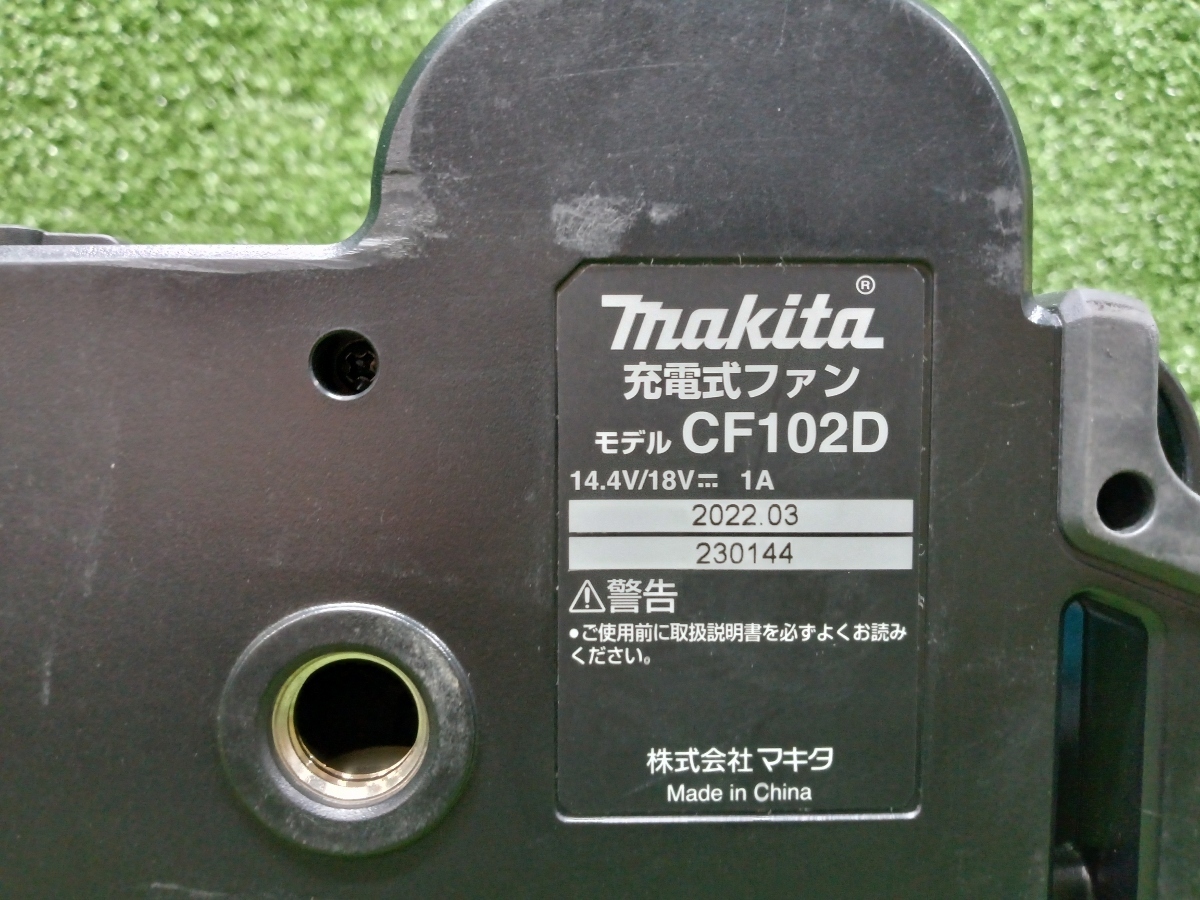 makita®
充電式ファン
モデル CF102D
14.4V/18V⎓ 1A
2022.03
230144
⚠警告
●ご使用前に取扱説明書を必ずよくお読み
ください。
株式会社マキタ
Made in China